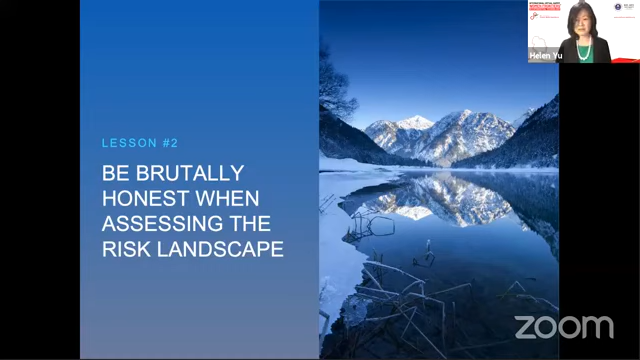 LESSON #2
BE BRUTALLY
HONEST WHEN
ASSESSING THE
RISK LANDSCAPE
Helen Yu
zoom